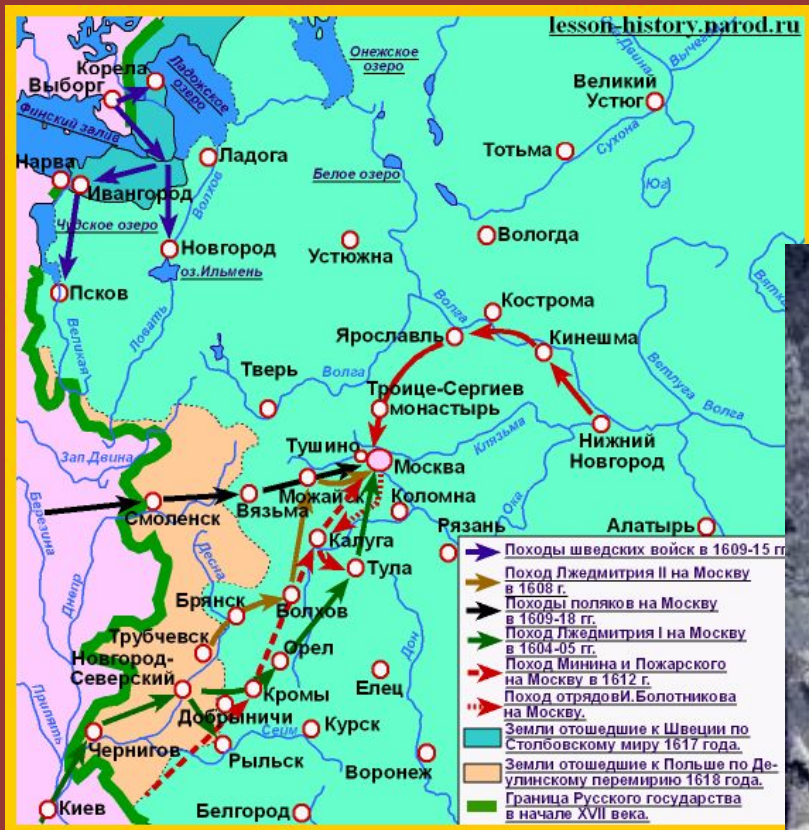 lesson-history.narod.ru
Онежское
озеро
Корела
Выборг
Ладожское
озеро
Финский залив
Великий
Устюг
Сев.Двина
Вычегда
Нарва
Ладога
Тотьма
Сухона
Ивангород
Волхов
Белое озеро
Юг
Чудское озеро
Новгород
оз.Ильмень
Устюжна
Вологда
Псков
Кострома
Вятка
Великая
Ловать
Волга
Ярославль
Кинешма
Ветлуга
Тверь
Волга
Троице-Сергиев
монастырь
Волга
Зап.Двина
Тушино
Клязьма
Нижний
Новгород
Москва
Березина
Можайск
Коломна
Ока
Смоленск
Вязьма
Рязань
Алатырь
Днепр
Десна
Калуга
Тула
Брянск
Волхов
Трубчевск
Дон
Новгород-
Северский
Орел
Припять
Кромы
Елец
Добрыничи
Курск
Чернигов
Сейм
Рыльск
Воронеж
Киев
Белгород
Походы шведских войск в 1609-15 гг
Поход Лжедмитрия II на Москву
в 1608 г.
Походы поляков на Москву
в 1609-18 гг.
Поход Лжедмитрия I на Москву
в 1604-05 гг.
Поход Минина и Пожарского
на Москву в 1612 г.
Поход отрядовИ.Болотникова
на Москву.
Земли отошедшие к Швеции по
Столбовскому миру 1617 года.
Земли отошедшие к Польше по Де-
улинскому перемирию 1618 года.
Граница Русского государства
в начале XVII века.